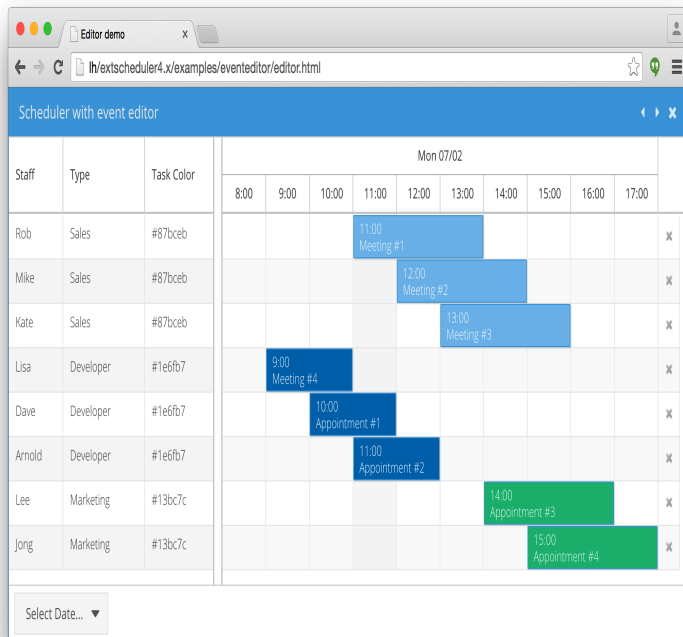 Editor demo
lh/extscheduler4.x/examples/eventeditor/editor.html
Scheduler with event editor
Staff Type Task Color Mon 07/02
8:00 9:00 10:00 11:00 12:00 13:00 14:00 15:00 16:00 17:00
Rob Sales #87bceb 11:00
Meeting #1
Mike Sales #87bceb 12:00
Meeting #2
Kate Sales #87bceb 13:00
Meeting #3
Lisa Developer #1e6fb7 9:00
Meeting #4
Dave Developer #1e6fb7 10:00
Appointment #1
Arnold Developer #1e6fb7 11:00
Appointment #2
Lee Marketing #13bc7c 14:00
Appointment #3
Jong Marketing #13bc7c 15:00
Appointment #4
Select Date...